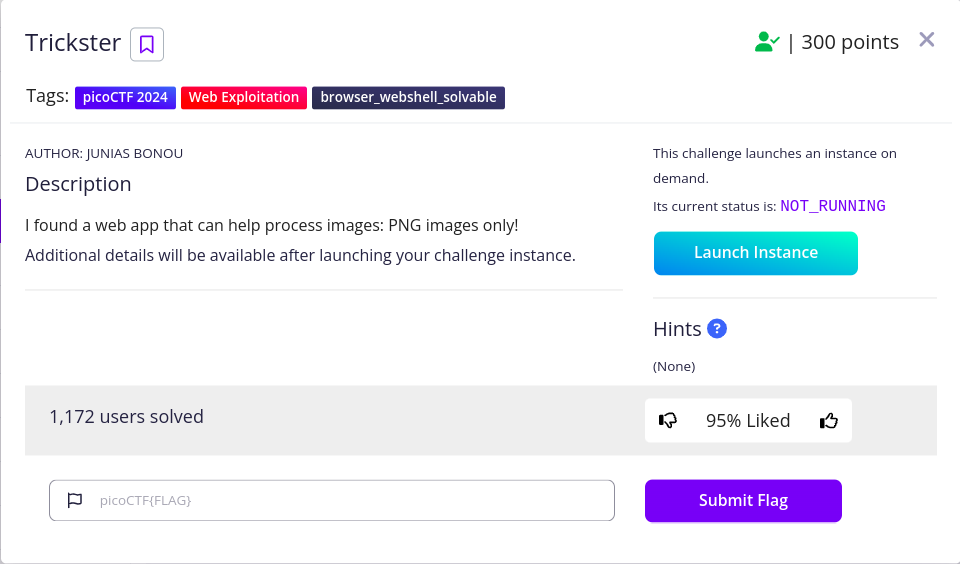 Trickster
| 300 points
Tags: picoCTF 2024 Web Exploitation browser_webshell_solvable
AUTHOR: JUNIAS BONOU
Description
I found a web app that can help process images: PNG images only!
Additional details will be available after launching your challenge instance.
This challenge launches an instance on
demand.
Its current status is: NOT_RUNNING
Launch Instance
Hints ?
(None)
1,172 users solved
95% Liked
picoCTF{FLAG}
Submit Flag